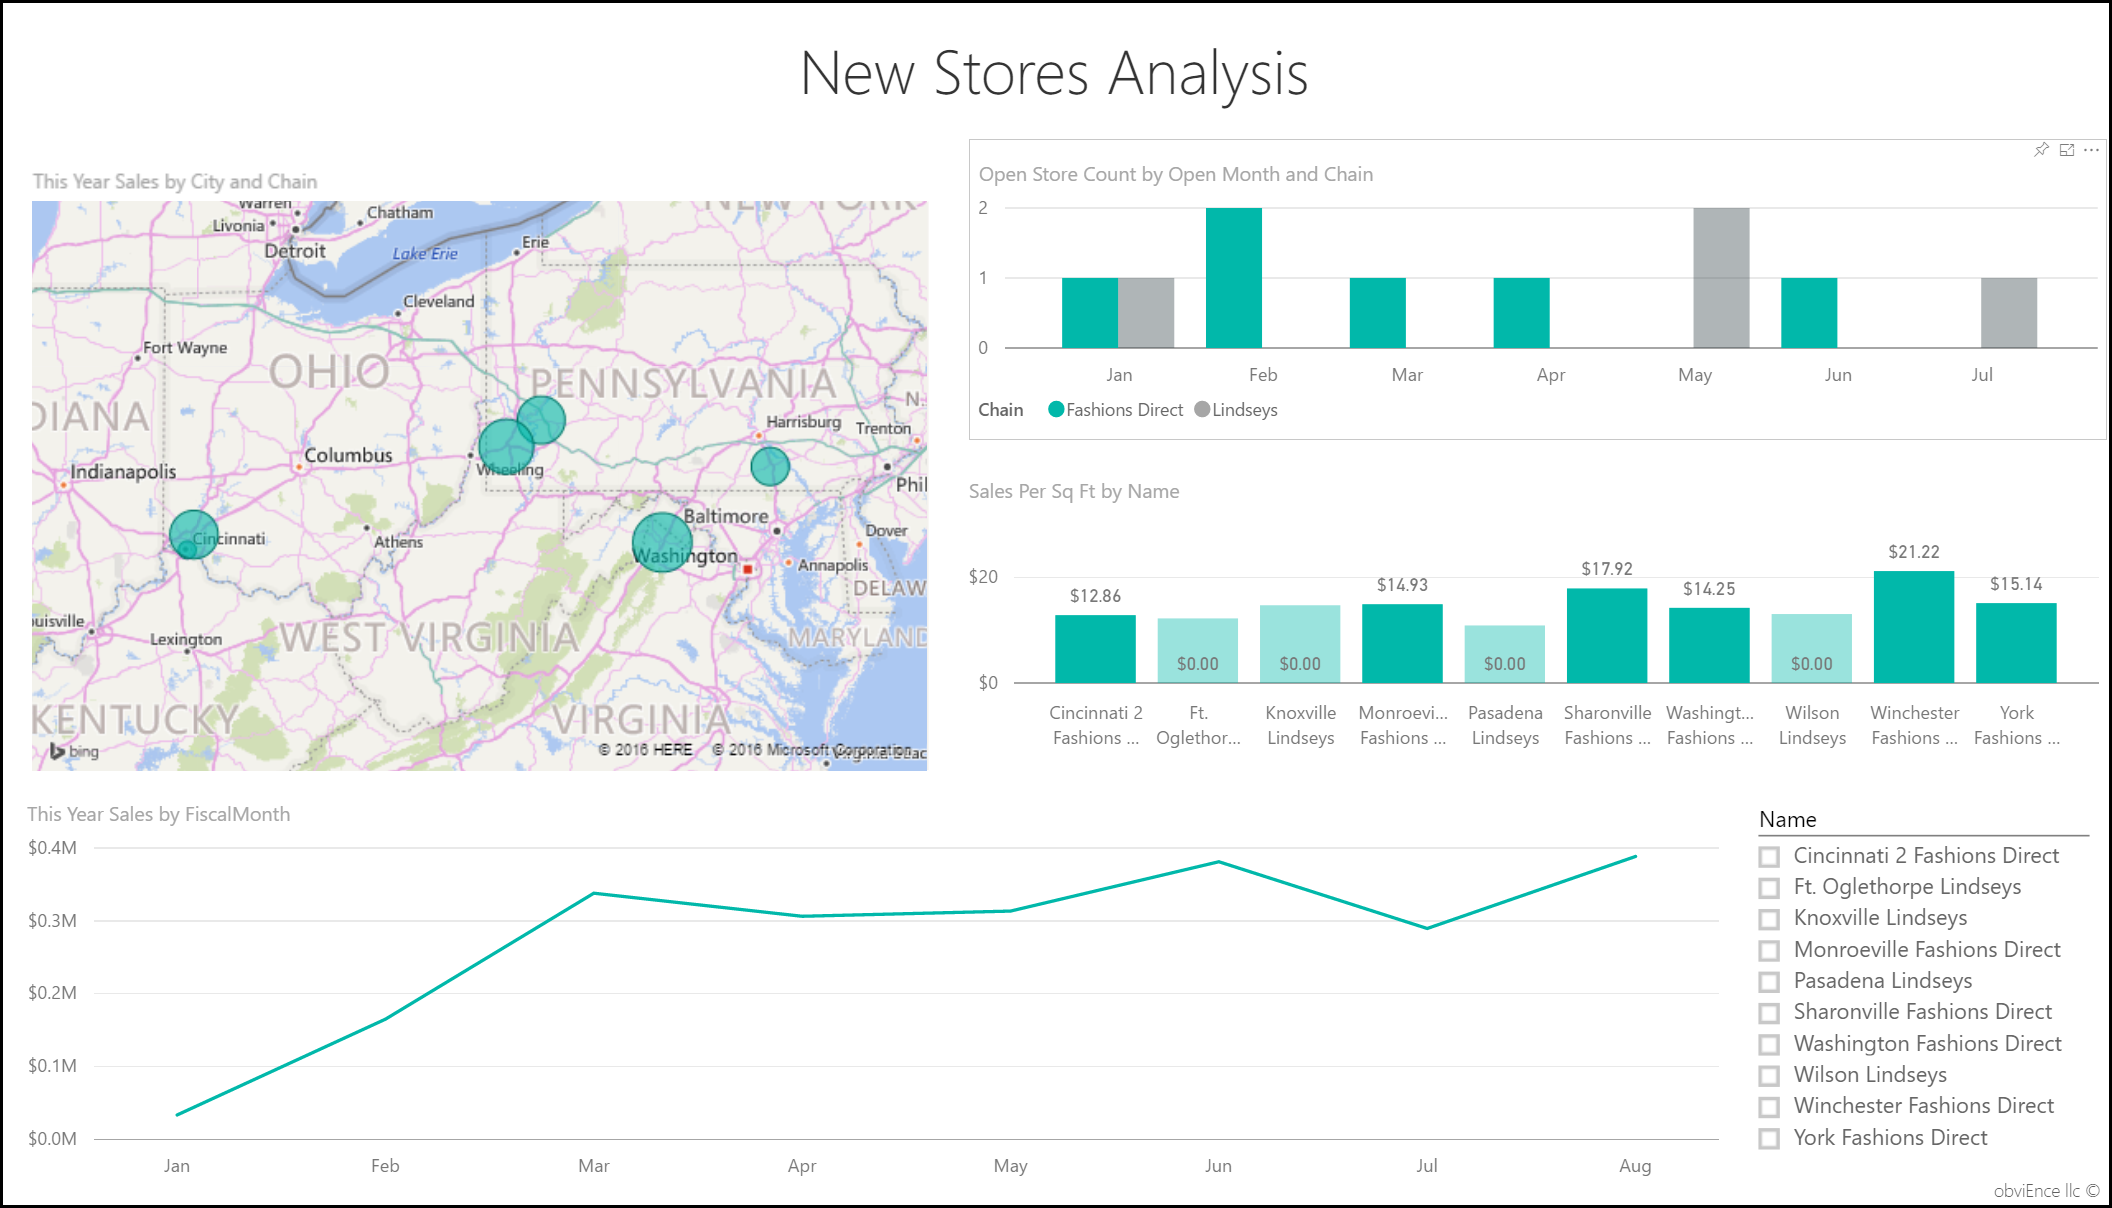 New Stores Analysis
This Year Sales by City and Chain
Warren
Chatham
Livonia
Detroit
Lake Erie
Erie
NEW YORK
Cleveland
Fort Wayne
OHIO
PENNSYLVANIA
N.
DIANA
Harrisburg
Trenton
Columbus
Wheeling
Indianapolis
Phil
Baltimore
Cincinnati
Athens
Washington
Dover
Annapolis
DELAW
ouisville
Lexington
WEST VIRGINIA
MARYLAND
KENTUCKY
VIRGINIA
bing
© 2016 HERE © 2016 Microsoft Corporation
Open Store Count by Open Month and Chain
2
1
0
Jan Feb Mar Apr May Jun Jul
Chain Fashions Direct Lindseys
Sales Per Sq Ft by Name
$20
$0
$12.86 $0.00 $0.00 $14.93 $0.00 $17.92 $14.25 $0.00 $21.22 $15.14
Cincinnati 2 Ft. Knoxville Monroevi... Pasadena Sharonville Washingt... Wilson Winchester York
Fashions ... Oglethor... Lindseys Fashions ... Lindseys Fashions ... Fashions ... Lindseys Fashions ... Fashions ...
This Year Sales by FiscalMonth
$0.4M
$0.3M
$0.2M
$0.1M
$0.0M
Jan Feb Mar Apr May Jun Jul Aug
Name
Cincinnati 2 Fashions Direct
Ft. Oglethorpe Lindseys
Knoxville Lindseys
Monroeville Fashions Direct
Pasadena Lindseys
Sharonville Fashions Direct
Washington Fashions Direct
Wilson Lindseys
Winchester Fashions Direct
York Fashions Direct
obviEnce llc ©